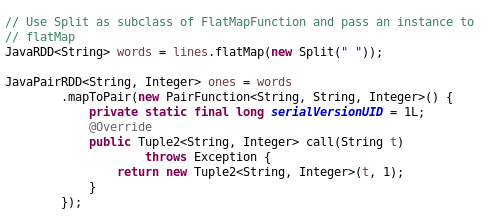 // Use Split as subclass of FlatMapFunction and pass an instance to
// flatMap
JavaRDD<String> words = lines.flatMap(new Split(" "));
JavaPairRDD<String, Integer> ones = words
.mapToPair(new PairFunction<String, String, Integer>() {
private static final long serialVersionUID = 1L;
@Override
public Tuple2<String, Integer> call(String t)
throws Exception {
return new Tuple2<String, Integer>(t, 1);
}
});